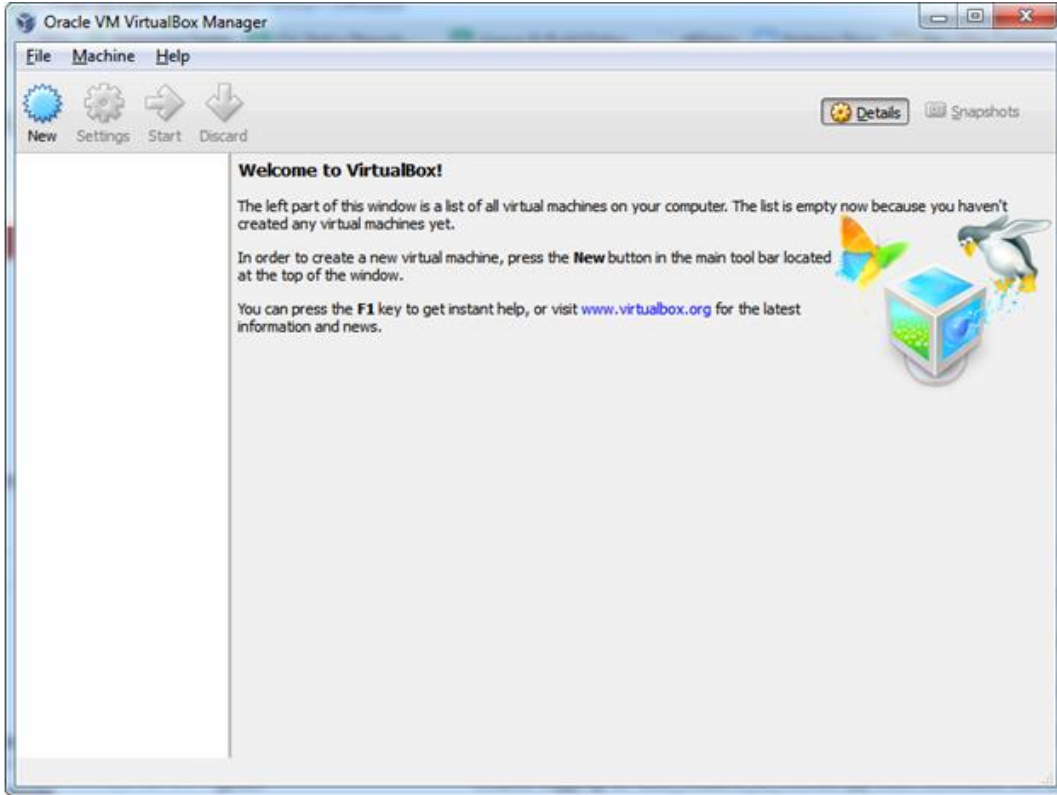 Oracle VM VirtualBox Manager
File Machine Help
New Settings Start Discard
Details Snapshots
Welcome to VirtualBox!
The left part of this window is a list of all virtual machines on your computer. The list is empty now because you haven't
created any virtual machines yet.
In order to create a new virtual machine, press the New button in the main tool bar located
at the top of the window.
You can press the F1 key to get instant help, or visit www.virtualbox.org for the latest
information and news.